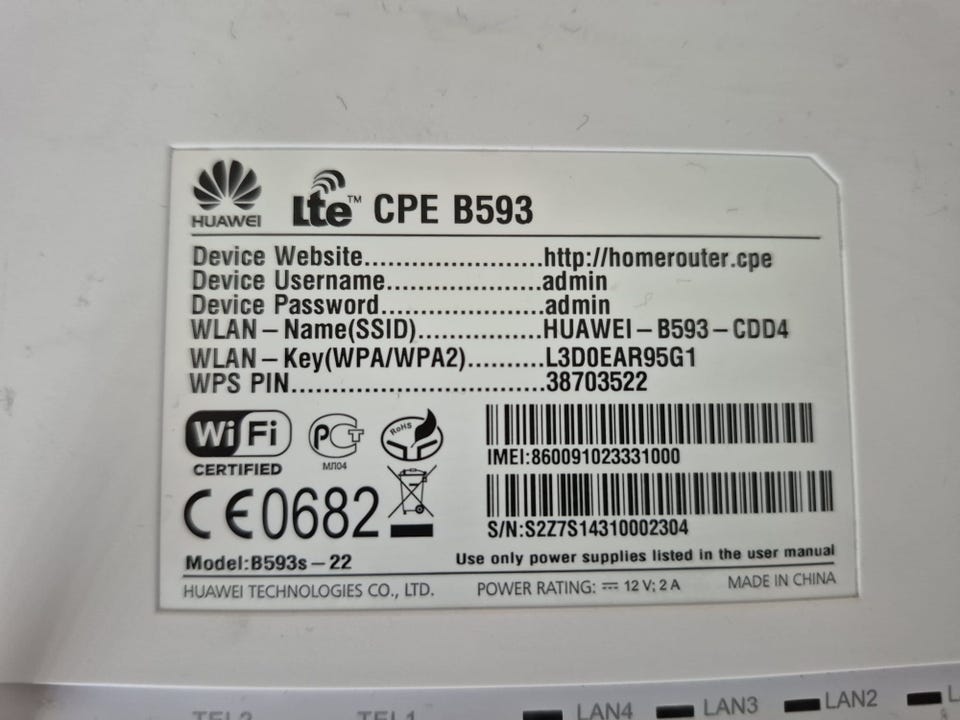 HUAWEI Lte™ CPE B593
Device Website......................http://homerouter.cpe
Device Username...................admin
Device Password....................admin
WLAN – Name(SSID)...............HUAWEI – B593 – CDD4
WLAN – Key(WPA/WPA2)..........L3D0EAR95G1
WPS PIN................................38703522
Wi Fi CERTIFIED
PCT
МЛ04
RoHS
IMEI:860091023331000
CE0682
S/N:S2Z7S14310002304
Model:B593s – 22
Use only power supplies listed in the user manual
HUAWEI TECHNOLOGIES CO., LTD. POWER RATING: ⎓ 12 V; 2 A MADE IN CHINA
TEL2 TEL1 LAN4 LAN3 LAN2